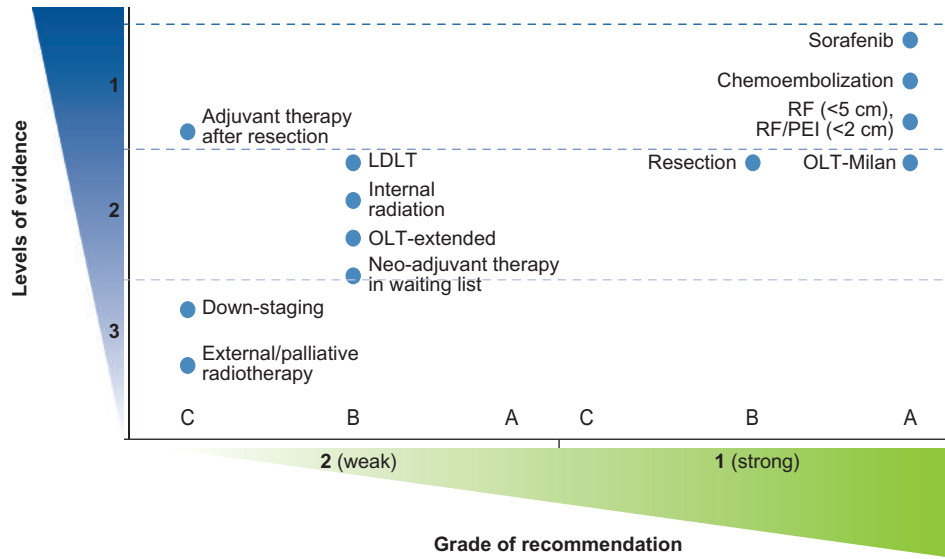 Levels of evidence
1
2
3
Sorafenib
Chemoembolization
RF (<5 cm),
RF/PEI (<2 cm)
Adjuvant therapy
after resection
LDLT
Resection
OLT-Milan
Internal
radiation
OLT-extended
Neo-adjuvant therapy
in waiting list
Down-staging
External/palliative
radiotherapy
C B A C B A
2 (weak) 1 (strong)
Grade of recommendation